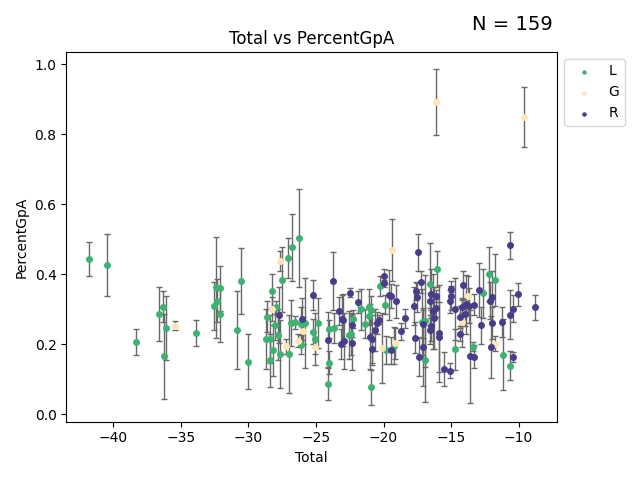 N = 159
Total vs PercentGpA
1.0
0.8
0.6
0.4
0.2
0.0
PercentGpA
−40 −35 −30 −25 −20 −15 −10
Total
L
G
R